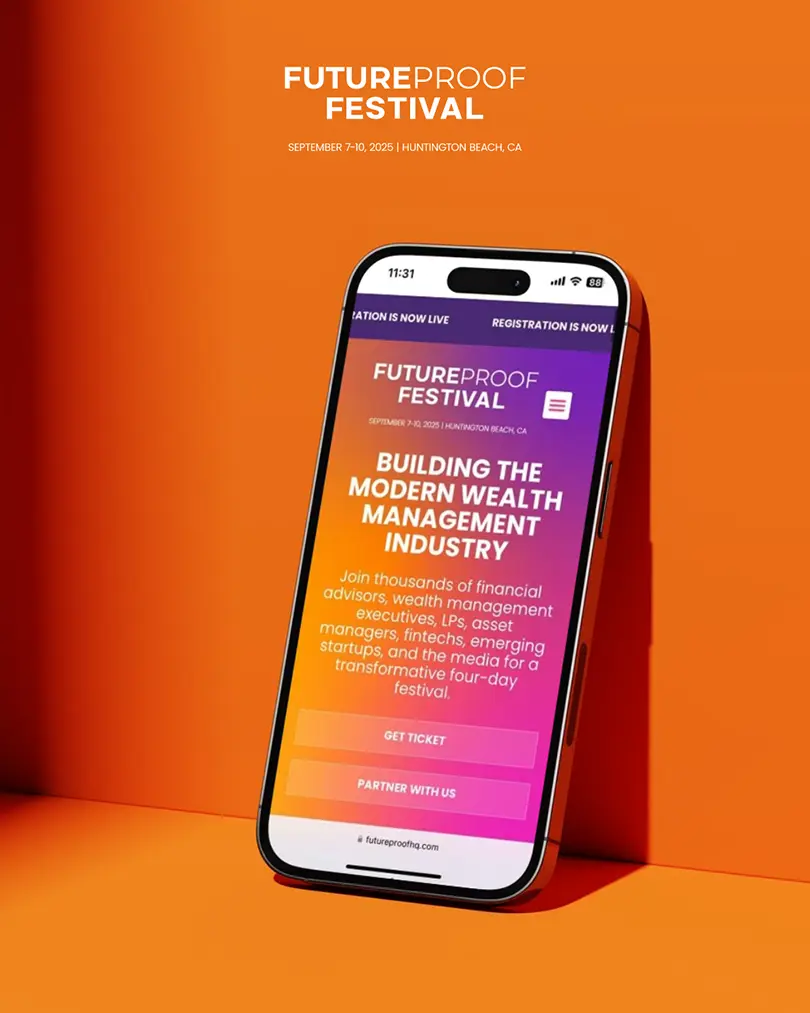 FUTUREPROOF
FESTIVAL
SEPTEMBER 7-10, 2025 | HUNTINGTON BEACH, CA
11:31
88
RATION IS NOW LIVE
REGISTRATION IS NOW L
FUTUREPROOF
FESTIVAL
SEPTEMBER 7-10, 2025 | HUNTINGTON BEACH, CA
BUILDING THE
MODERN WEALTH
MANAGEMENT
INDUSTRY
Join thousands of financial
advisors, wealth management
executives, LPs, asset
managers, fintechs, emerging
startups, and the media for a
transformative four-day
festival.
GET TICKET
PARTNER WITH US
futureproofhq.com